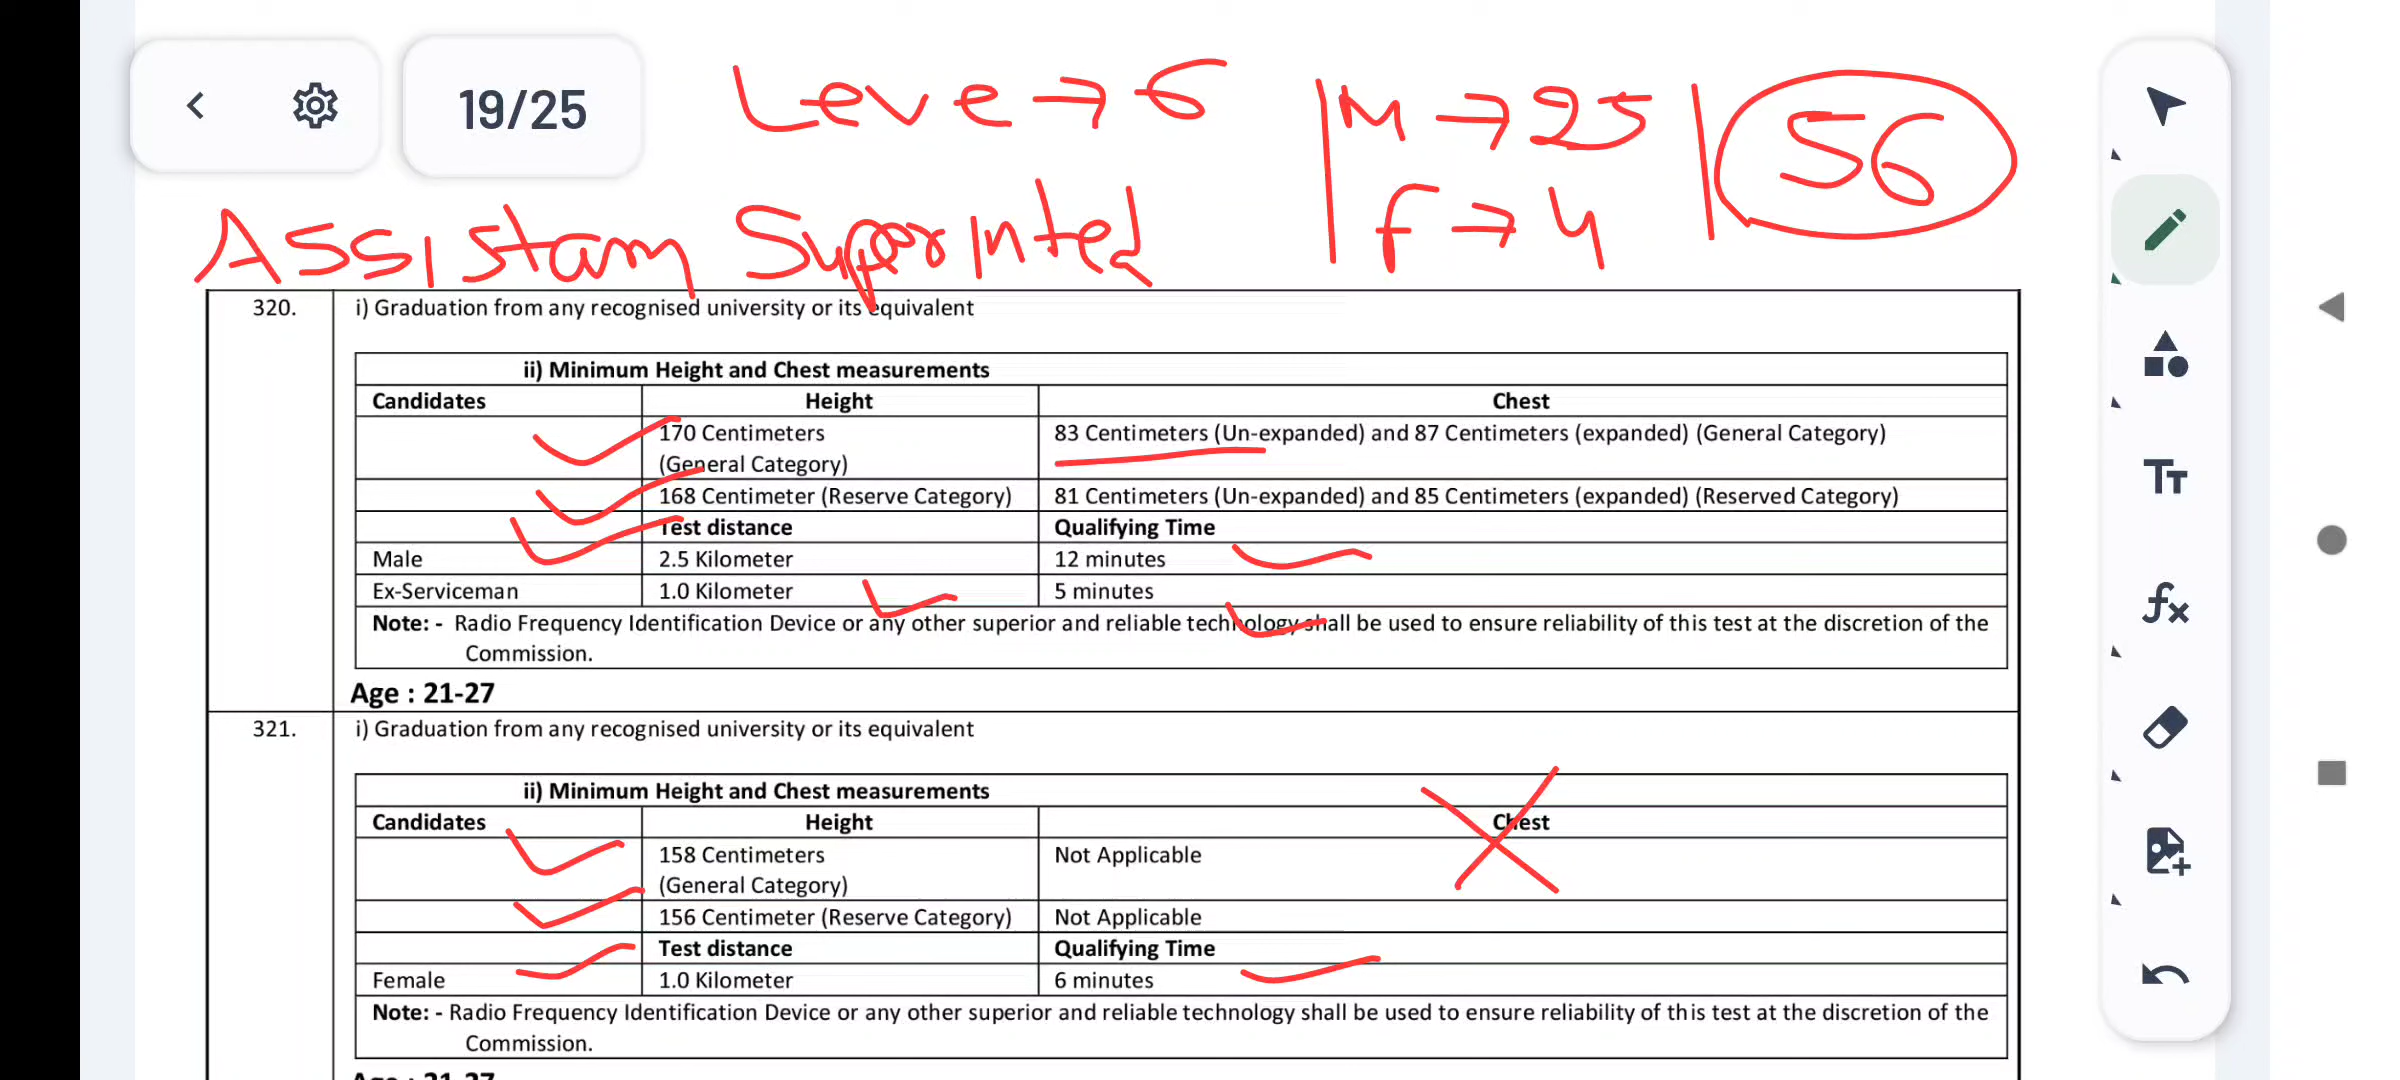 19/25
Leve → 6
M → 25
56
F → 4
Assistam Superinted
320.
i) Graduation from any recognised university or its equivalent
ii) Minimum Height and Chest measurements
Candidates Height Chest
170 Centimeters 83 Centimeters (Un-expanded) and 87 Centimeters (expanded) (General Category)
(General Category)
168 Centimeter (Reserve Category) 81 Centimeters (Un-expanded) and 85 Centimeters (expanded) (Reserved Category)
Test distance Qualifying Time
Male 2.5 Kilometer 12 minutes
Ex-Serviceman 1.0 Kilometer 5 minutes
Note: - Radio Frequency Identification Device or any other superior and reliable technology shall be used to ensure reliability of this test at the discretion of the
Commission.
Age : 21-27
321.
i) Graduation from any recognised university or its equivalent
ii) Minimum Height and Chest measurements
Candidates Height Chest
158 Centimeters Not Applicable
(General Category)
156 Centimeter (Reserve Category) Not Applicable
Test distance Qualifying Time
Female 1.0 Kilometer 6 minutes
Note: - Radio Frequency Identification Device or any other superior and reliable technology shall be used to ensure reliability of this test at the discretion of the
Commission.
Age : 21-27
Tт
fx